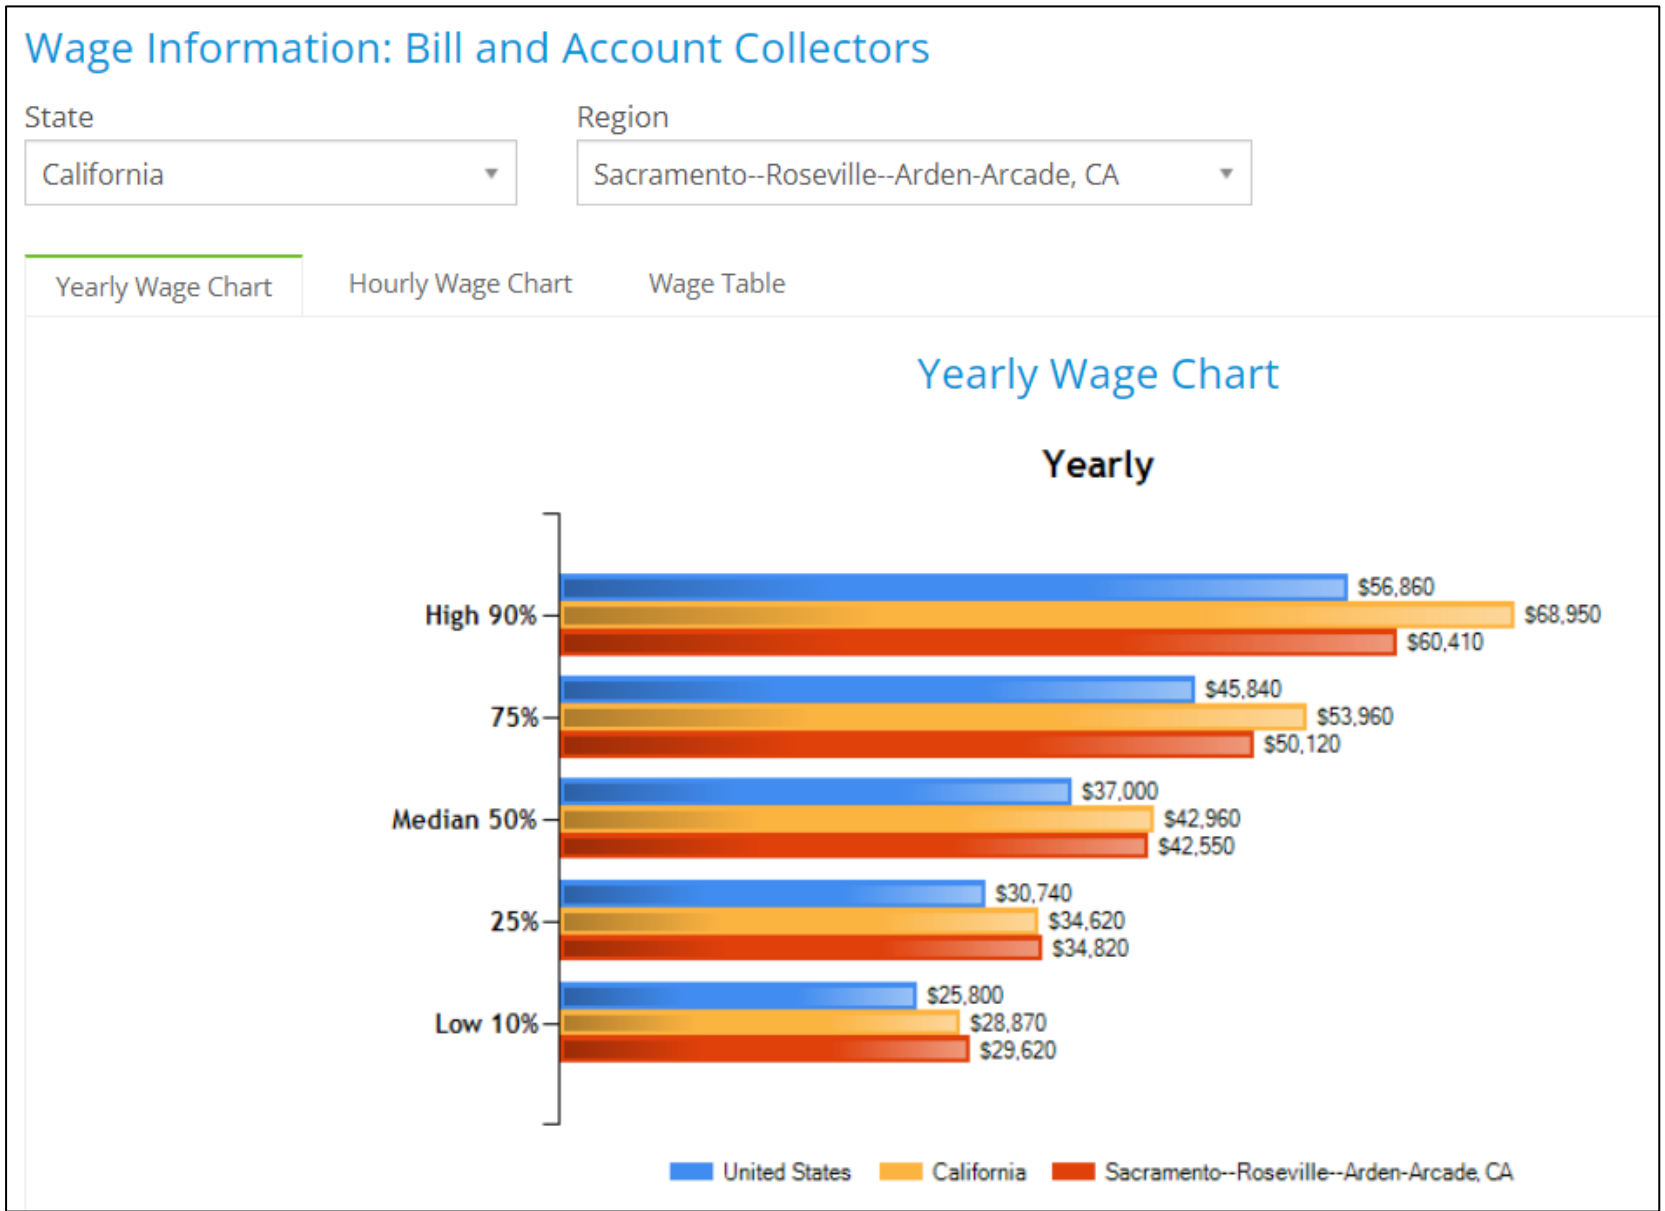 Wage Information: Bill and Account Collectors
State
Region
California
Sacramento--Roseville--Arden-Arcade, CA
Yearly Wage Chart
Hourly Wage Chart
Wage Table
Yearly Wage Chart
Yearly
High 90%
$56,860
$68,950
$60,410
75%
$45,840
$53,960
$50,120
Median 50%
$37,000
$42,960
$42,550
25%
$30,740
$34,620
$34,820
Low 10%
$25,800
$28,870
$29,620
United States
California
Sacramento--Roseville--Arden-Arcade, CA